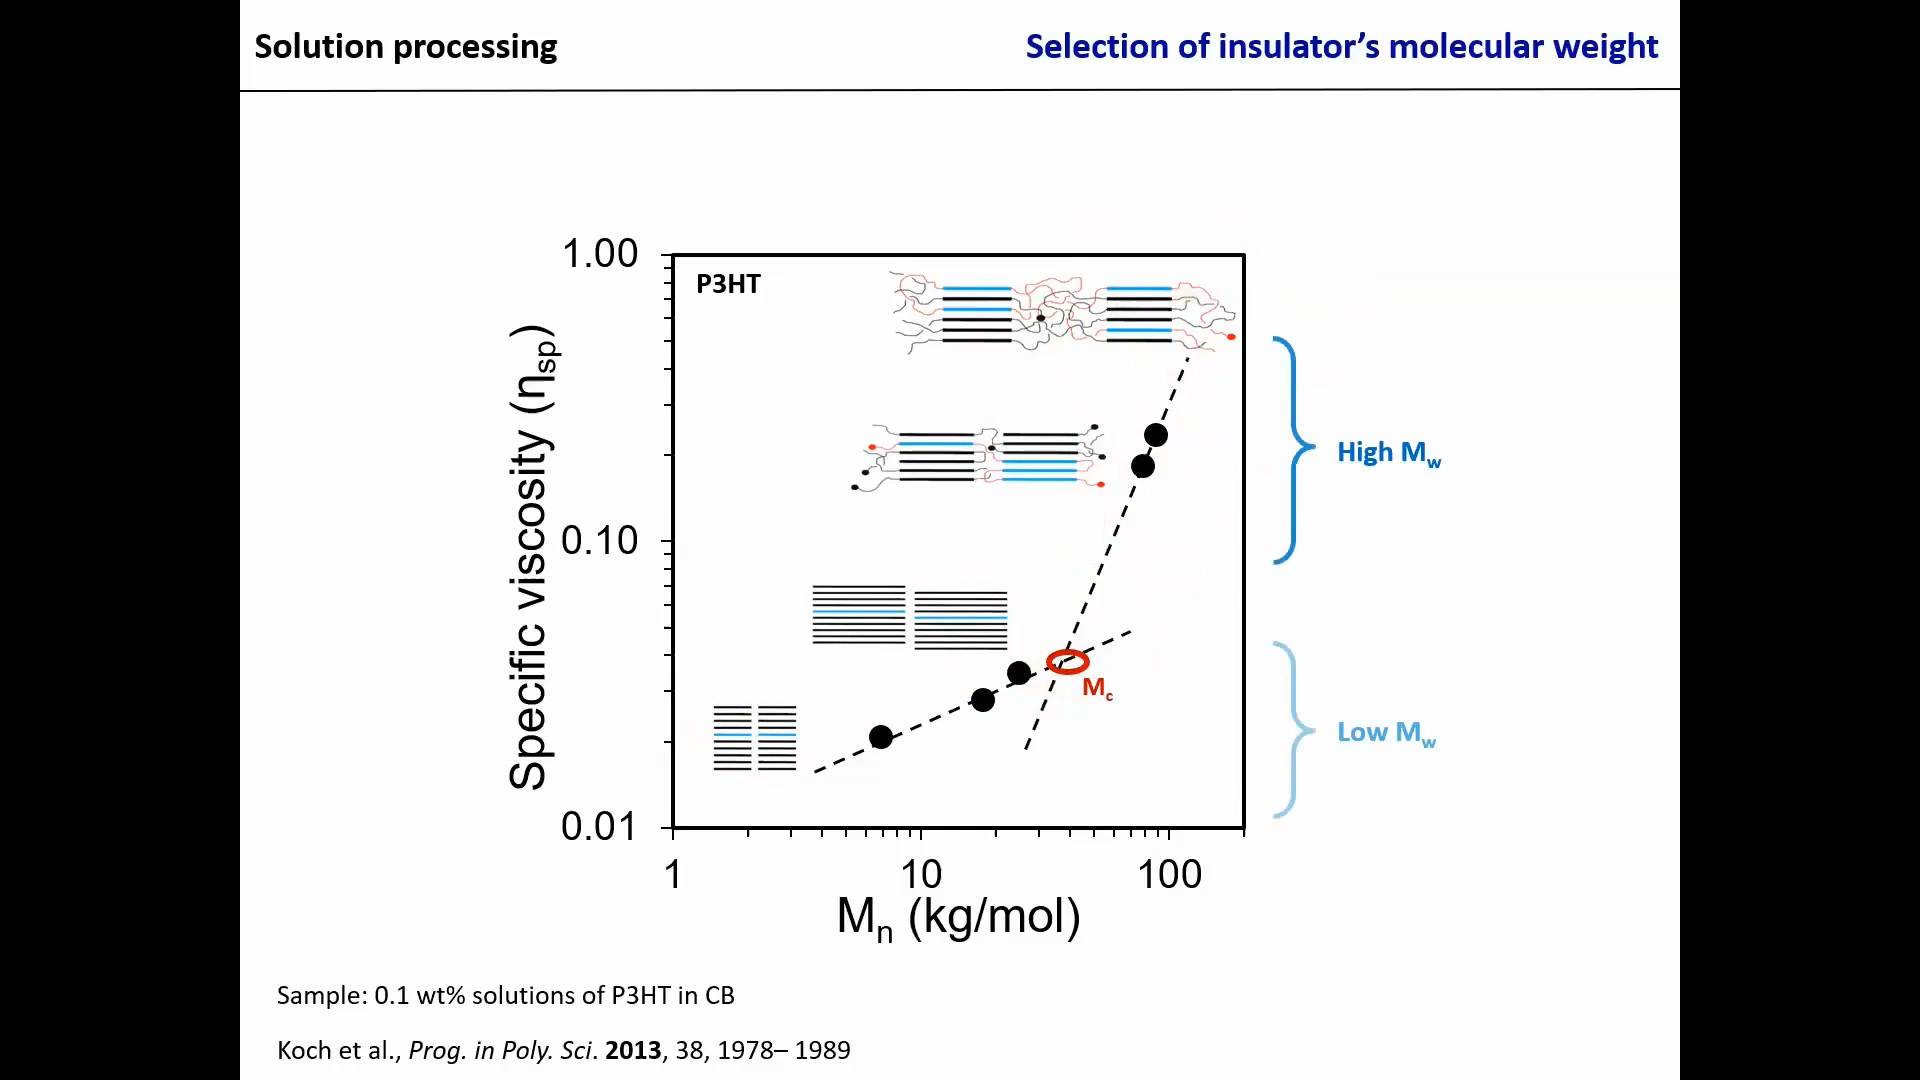 Solution processing
Selection of insulator’s molecular weight
1.00
0.10
0.01
Specific viscosity (ηsp)
P3HT
Mc
High Mw
Low Mw
1 10 100
Mn (kg/mol)
Sample: 0.1 wt% solutions of P3HT in CB
Koch et al., Prog. in Poly. Sci. 2013, 38, 1978– 1989